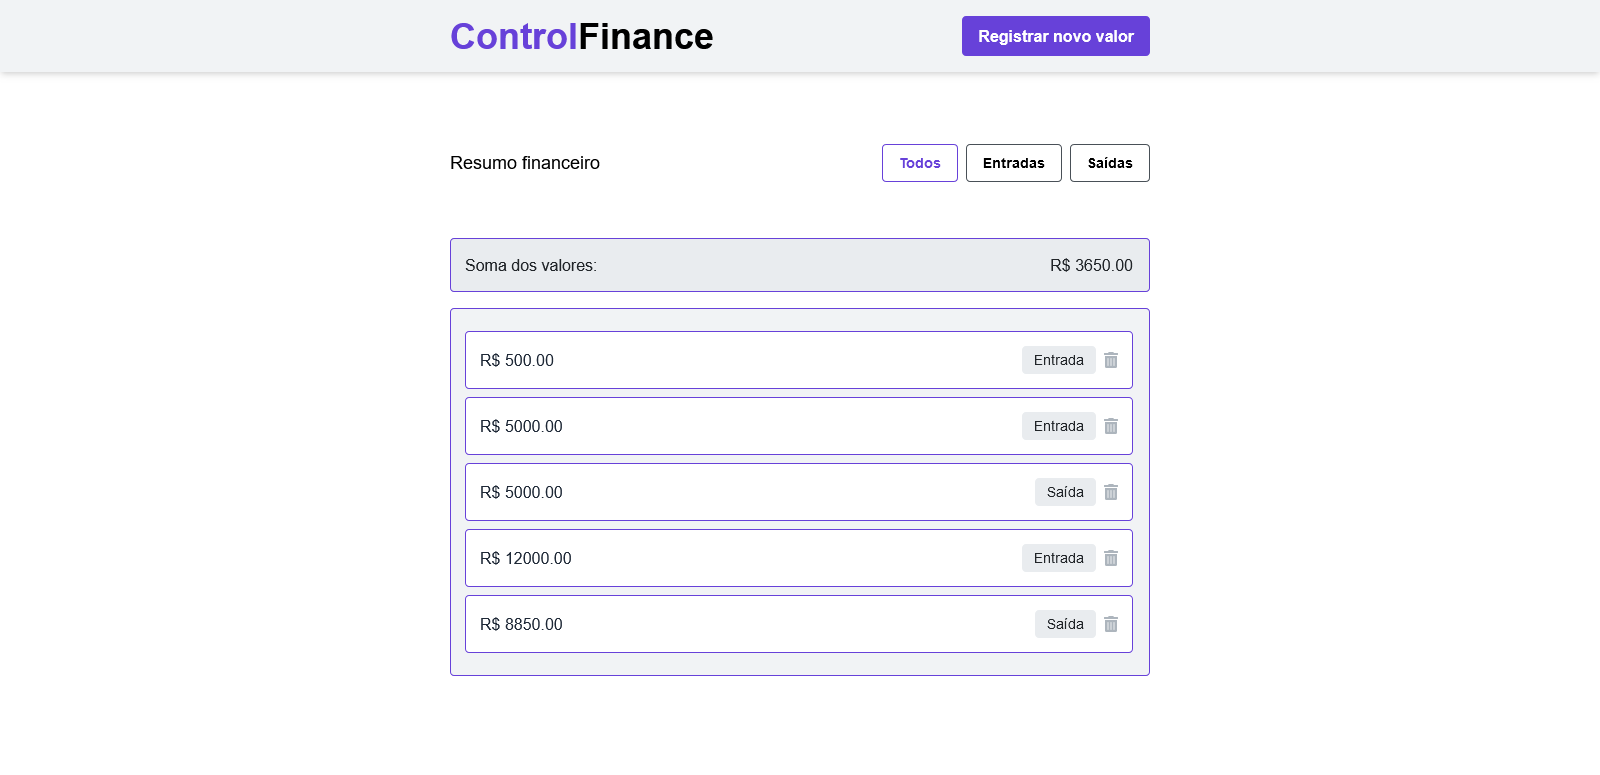 ControlFinance Registrar novo valor
Resumo financeiro Todos Entradas Saídas
Soma dos valores: R$ 3650.00
R$ 500.00 Entrada
R$ 5000.00 Entrada
R$ 5000.00 Saída
R$ 12000.00 Entrada
R$ 8850.00 Saída